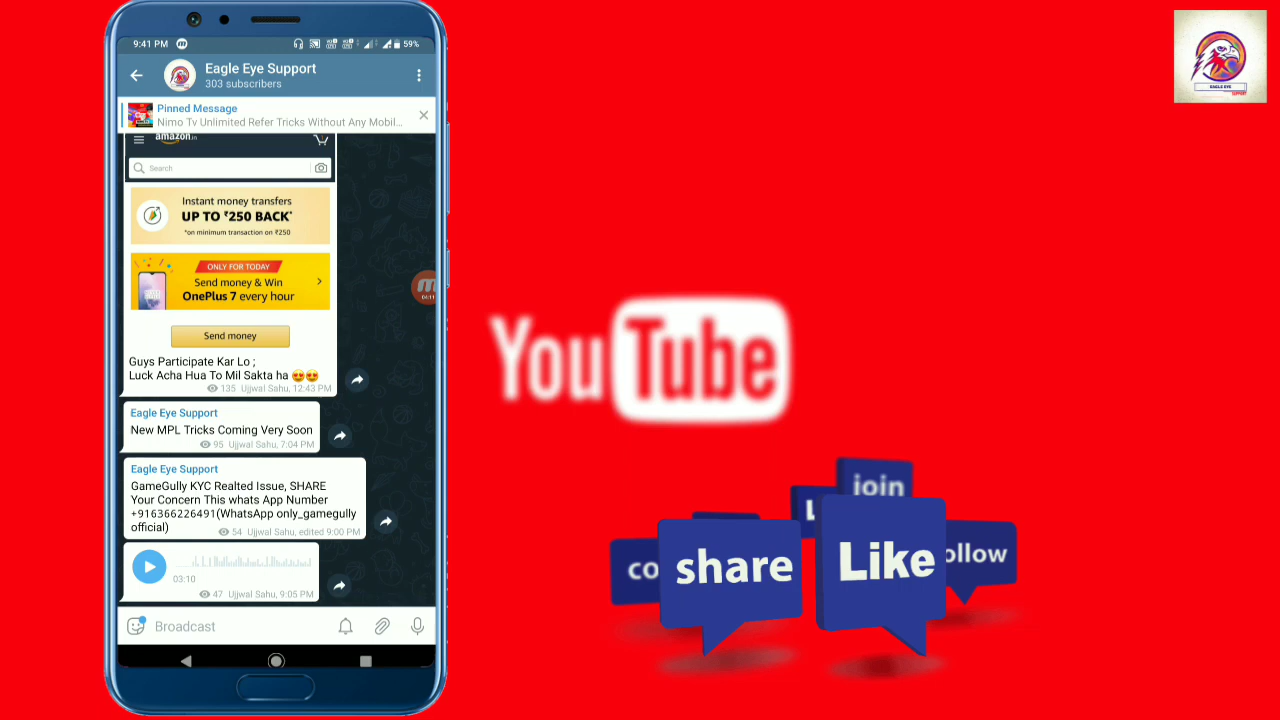 9:41 PM
59%
Eagle Eye Support
303 subscribers
Pinned Message
Nimo Tv Unlimited Refer Tricks Without Any Mobil...
amazon.in
Search
Instant money transfers
UP TO ₹250 BACK*
*on minimum transaction on ₹250
ONLY FOR TODAY
Send money & Win
OnePlus 7 every hour
04:11
Send money
Guys Participate Kar Lo ;
Luck Acha Hua To Mil Sakta ha 😍😍
135 Ujjwal Sahu, 12:43 PM
Eagle Eye Support
New MPL Tricks Coming Very Soon
95 Ujjwal Sahu, 7:04 PM
Eagle Eye Support
GameGully KYC Realted Issue, SHARE
Your Concern This whats App Number
+916366226491(WhatsApp only_gamegully
official)
54 Ujjwal Sahu, edited 9:00 PM
03:10
47 Ujjwal Sahu, 9:05 PM
Broadcast
EAGLE EYE
SUPPORT
YouTube
join
L
co
share
Like
ollow